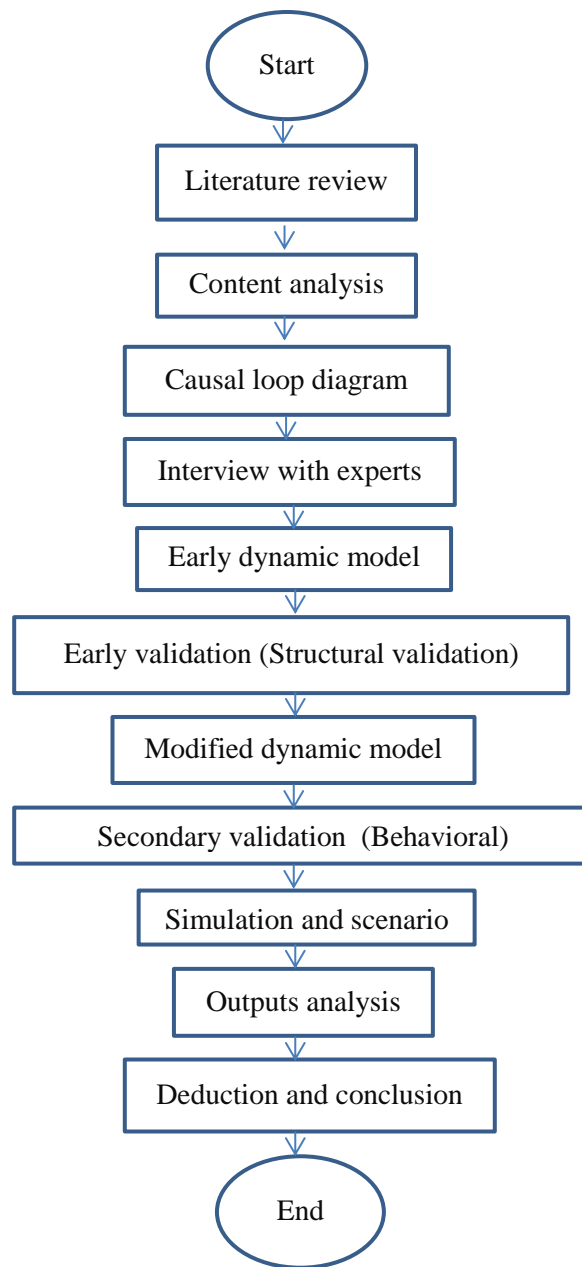 Start
Literature review
Content analysis
Causal loop diagram
Interview with experts
Early dynamic model
Early validation (Structural validation)
Modified dynamic model
Secondary validation  (Behavioral)
Simulation and scenario
Outputs analysis
Deduction and conclusion
End